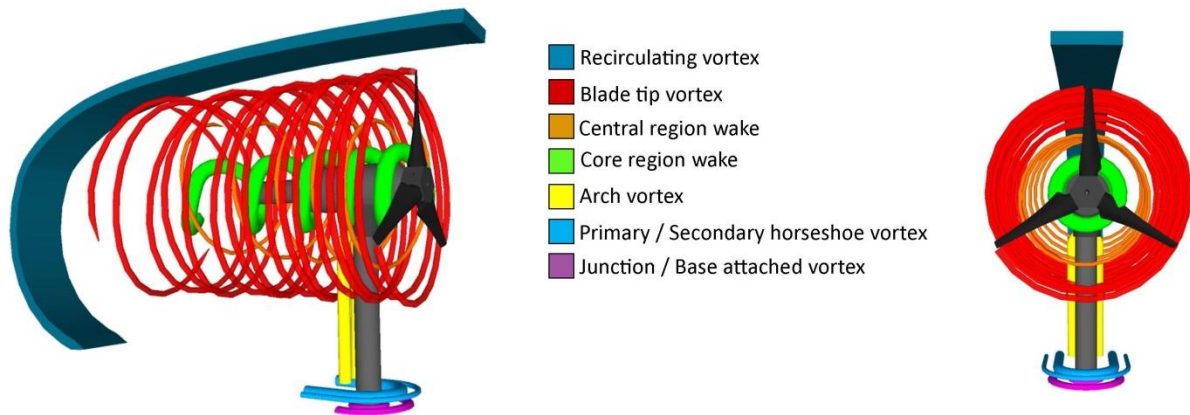 Recirculating vortex
Blade tip vortex
Central region wake
Core region wake
Arch vortex
Primary / Secondary horseshoe vortex
Junction / Base attached vortex